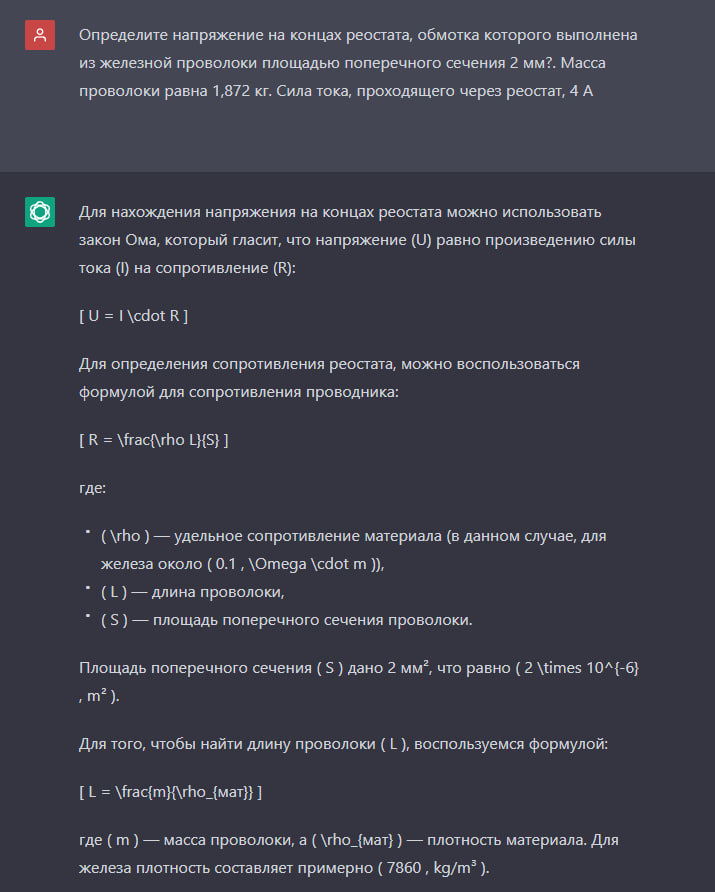 Определите напряжение на концах реостата, обмотка которого выполнена
из железной проволоки площадью поперечного сечения 2 мм?. Масса
проволоки равна 1,872 кг. Сила тока, проходящего через реостат, 4 А
Для нахождения напряжения на концах реостата можно использовать
закон Ома, который гласит, что напряжение (U) равно произведению силы
тока (I) на сопротивление (R):
[ U = I \cdot R ]
Для определения сопротивления реостата, можно воспользоваться
формулой для сопротивления проводника:
[ R = \frac{\rho L}{S} ]
где:
• ( \rho ) — удельное сопротивление материала (в данном случае, для
железа около ( 0.1 , \Omega \cdot m )),
• ( L ) — длина проволоки,
• ( S ) — площадь поперечного сечения проволоки.
Площадь поперечного сечения ( S ) дано 2 мм², что равно ( 2 \times 10^{-6}
, m² ).
Для того, чтобы найти длину проволоки ( L ), воспользуемся формулой:
[ L = \frac{m}{\rho_{мат}} ]
где ( m ) — масса проволоки, а ( \rho_{мат} ) — плотность материала. Для
железа плотность составляет примерно ( 7860 , kg/m³ ).